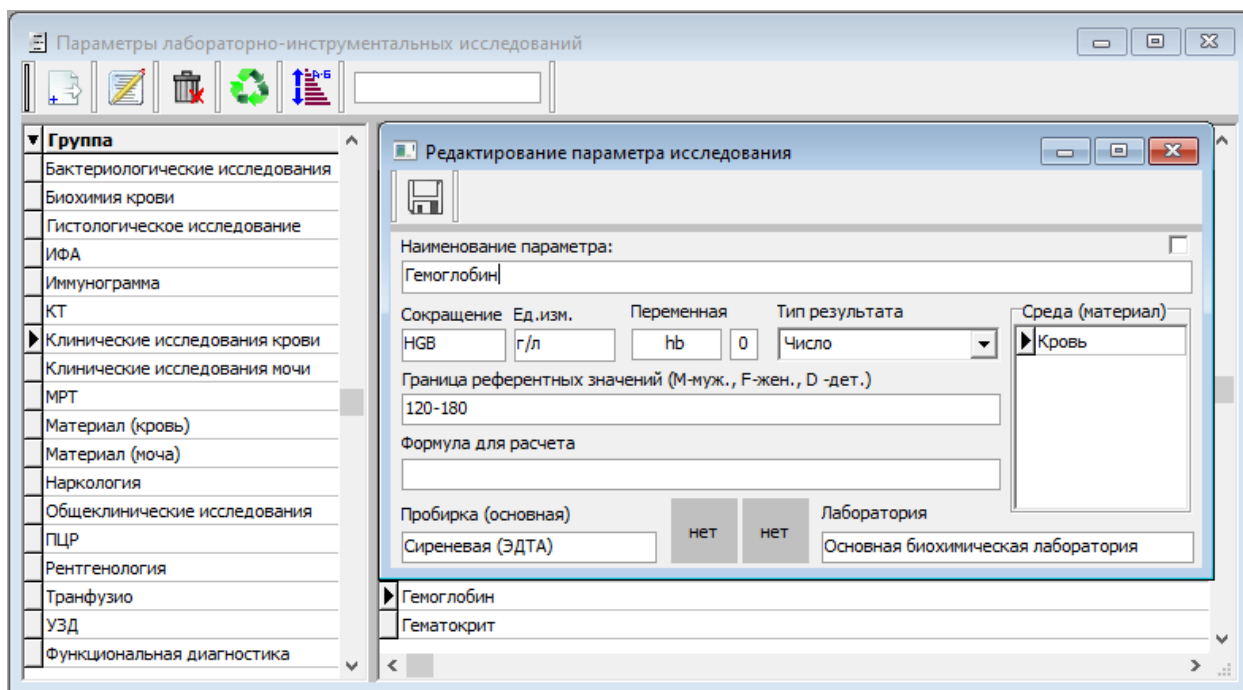 Параметры лабораторно-инструментальных исследований
А-Б
Группа
Бактериологические исследования
Биохимия крови
Гистологическое исследование
ИФА
Иммунограмма
КТ
Клинические исследования крови
Клинические исследования мочи
МРТ
Материал (кровь)
Материал (моча)
Наркология
Общеклинические исследования
ПЦР
Рентгенология
Транфузио
УЗД
Функциональная диагностика
Редактирование параметра исследования
Наименование параметра:
Гемоглобин
Сокращение Ед.изм. Переменная Тип результата Среда (материал)
HGB г/л hb 0 Число Кровь
Граница референтных значений (М-муж., F-жен., D -дет.)
120-180
Формула для расчета
Пробирка (основная) нет нет Лаборатория
Сиреневая (ЭДТА) Основная биохимическая лаборатория
Гемоглобин
Гематокрит